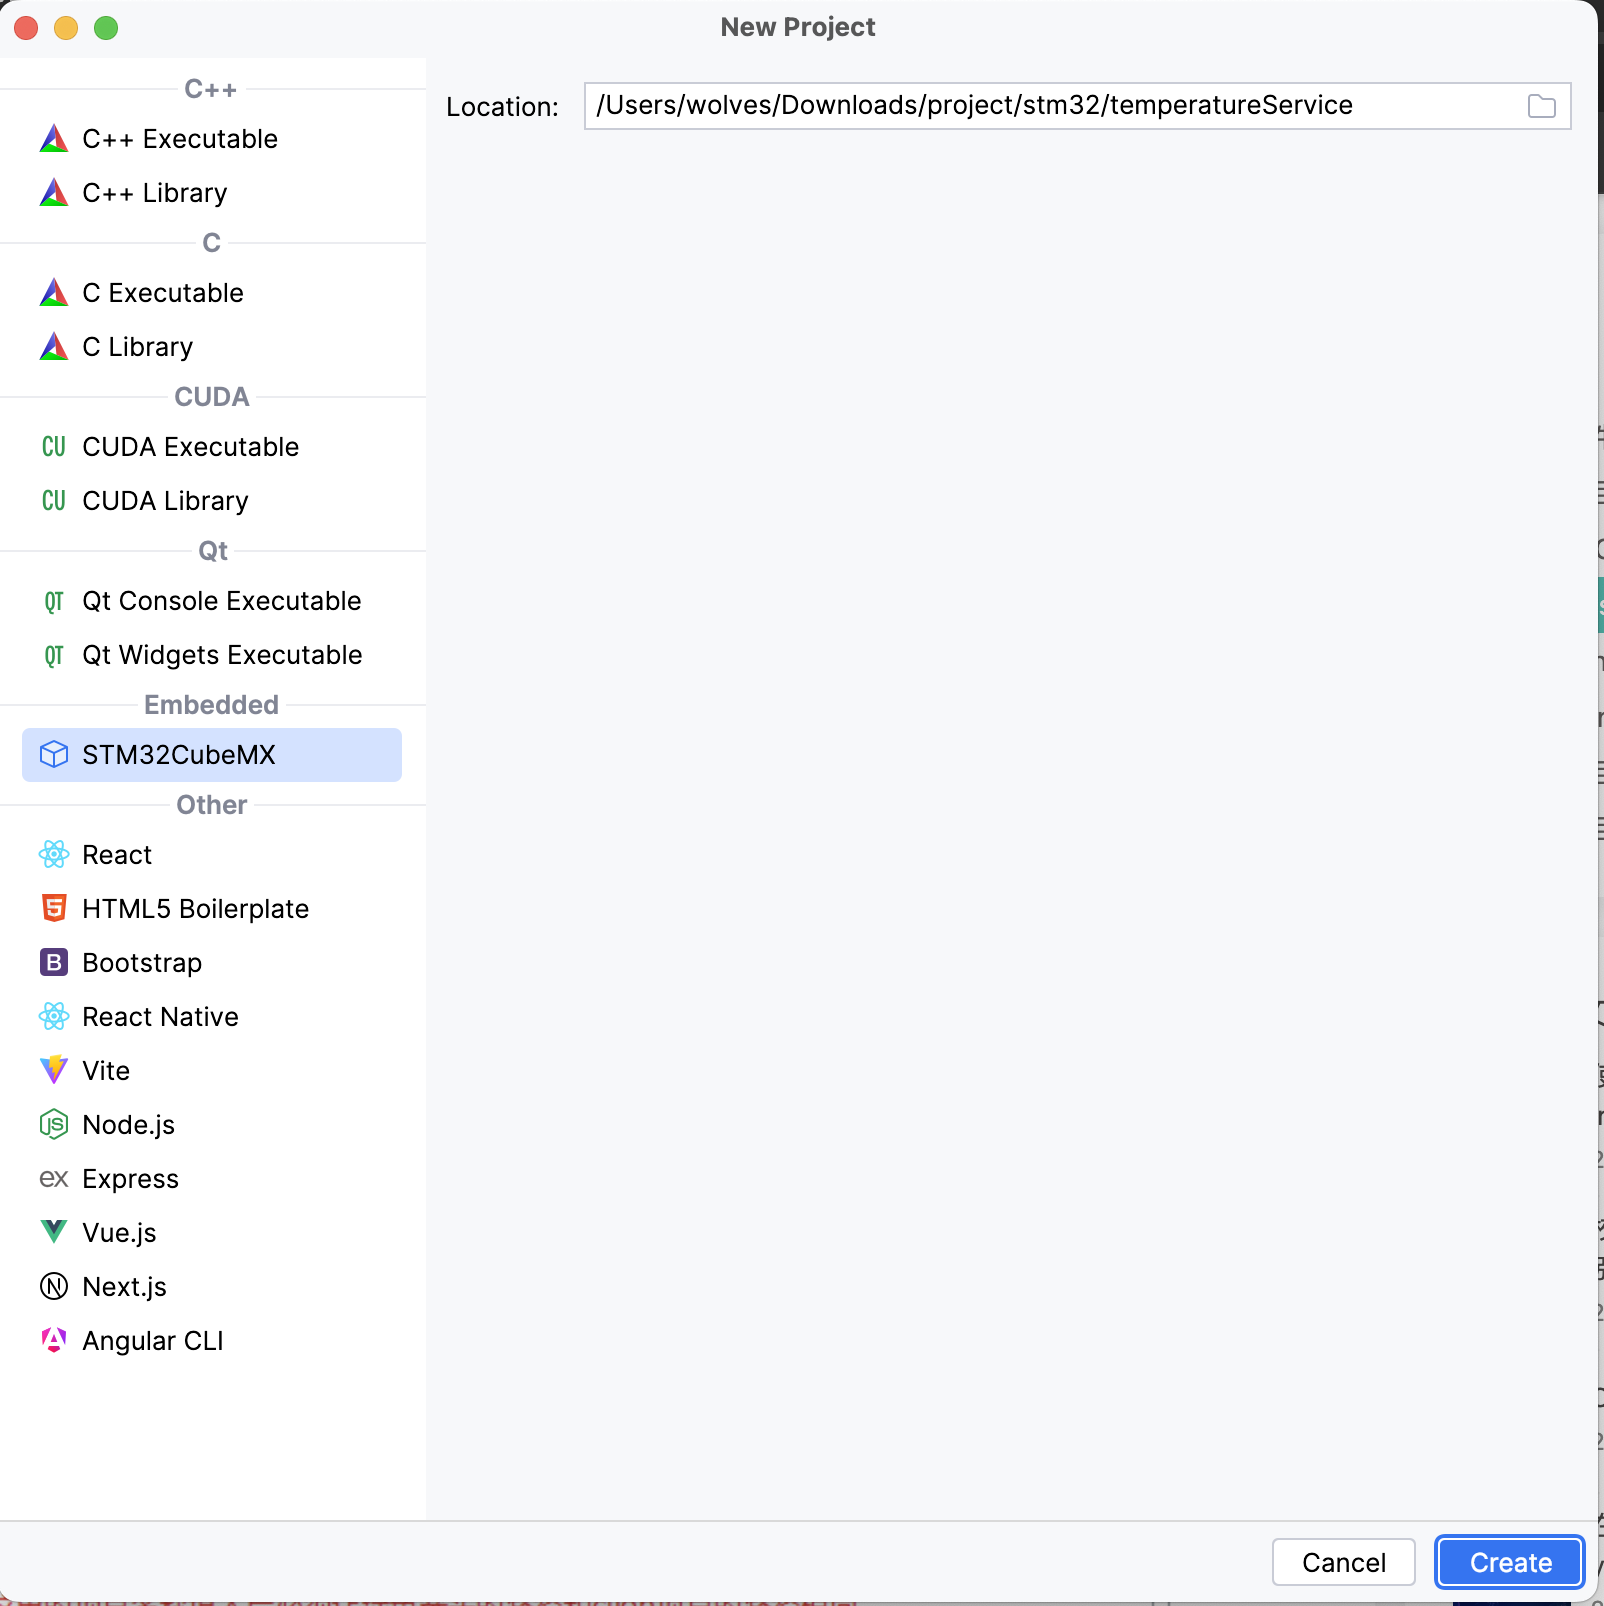 New Project
C++
C++ Executable
C++ Library
C
C Executable
C Library
CUDA
CU CUDA Executable
CU CUDA Library
Qt
QT Qt Console Executable
QT Qt Widgets Executable
Embedded
STM32CubeMX
Other
React
5 HTML5 Boilerplate
B Bootstrap
React Native
Vite
JS Node.js
ex Express
Vue.js
N Next.js
A Angular CLI
Location: /Users/wolves/Downloads/project/stm32/temperatureService
Cancel
Create